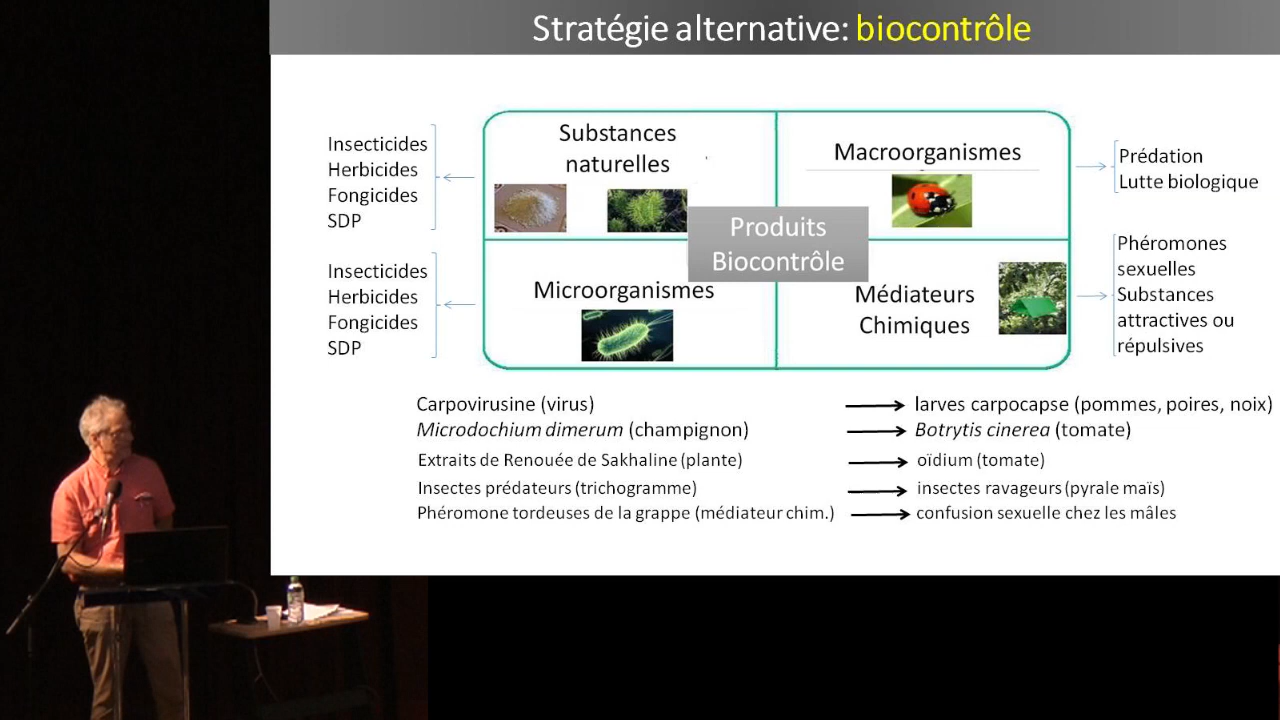 Stratégie alternative: biocontrôle
Insecticides
Herbicides
Fongicides
SDP
Substances
naturelles
Macroorganismes
Prédation
Lutte biologique
Produits
Biocontrôle
Insecticides
Herbicides
Fongicides
SDP
Microorganismes
Médiateurs
Chimiques
Phéromones
sexuelles
Substances
attractives ou
répulsives
Carpovirusine (virus) → larves carpocapse (pommes, poires, noix)
Microdochium dimerum (champignon) → Botrytis cinerea (tomate)
Extraits de Renouée de Sakhaline (plante) → oïdium (tomate)
Insectes prédateurs (trichogramme) → insectes ravageurs (pyrale maïs)
Phéromone tordeuses de la grappe (médiateur chim.) → confusion sexuelle chez les mâles